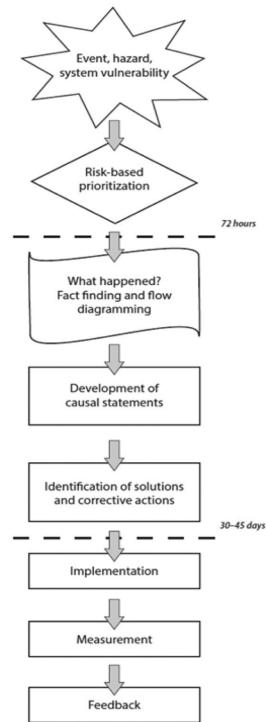 Event, hazard,
system vulnerability
Risk-based
prioritization
72 hours
What happened?
Fact finding and flow
diagramming
Development of
causal statements
Identification of solutions
and corrective actions
30–45 days
Implementation
Measurement
Feedback